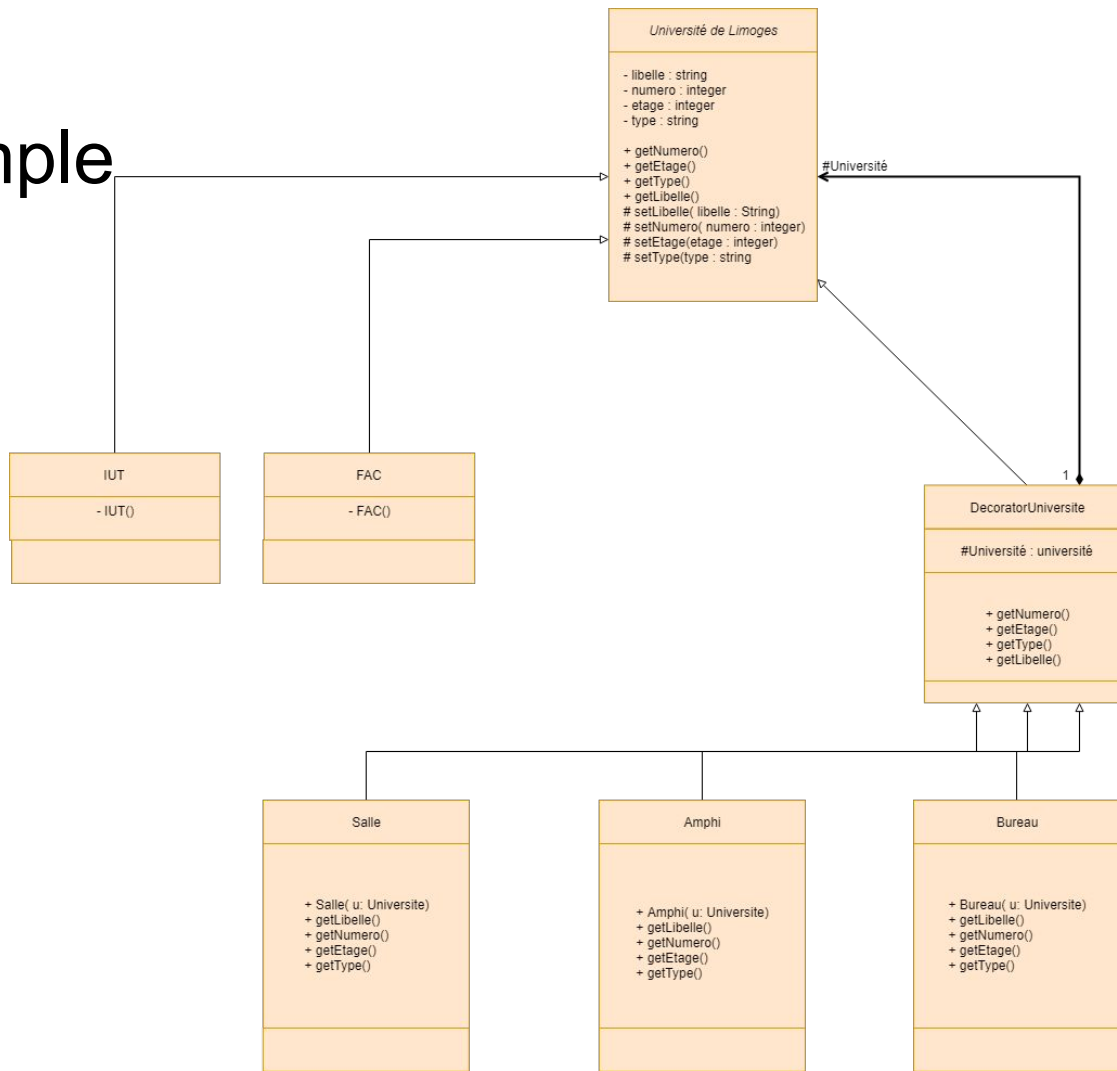 Université de Limoges
- libelle : string
- numero : integer
- etage : integer
- type : string
+ getNumero()
+ getEtage()
+ getType()
+ getLibelle()
# setLibelle( libelle : String)
# setNumero( numero : integer)
# setEtage(etage : integer)
# setType(type : string
mple
#Université
IUT
- IUT()
FAC
- FAC()
1
DecoratorUniversite
#Université : université
+ getNumero()
+ getEtage()
+ getType()
+ getLibelle()
Salle
+ Salle( u: Universite)
+ getLibelle()
+ getNumero()
+ getEtage()
+ getType()
Amphi
+ Amphi( u: Universite)
+ getLibelle()
+ getNumero()
+ getEtage()
+ getType()
Bureau
+ Bureau( u: Universite)
+ getLibelle()
+ getNumero()
+ getEtage()
+ getType()